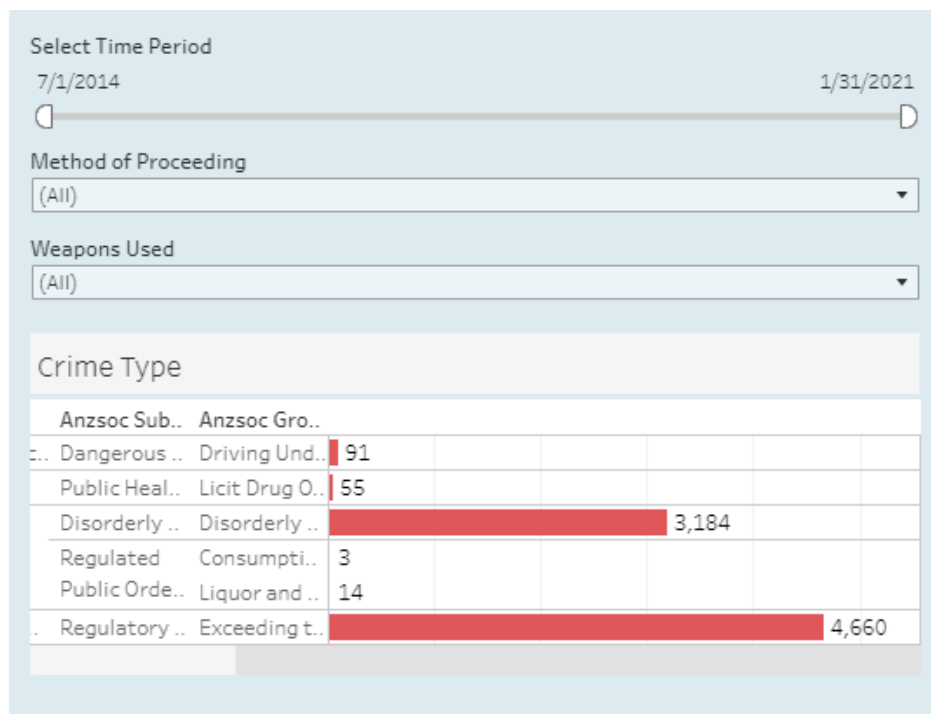 Select Time Period
7/1/2014 1/31/2021
Method of Proceeding
(All)
Weapons Used
(All)
Crime Type
Anzsoc Sub.. Anzsoc Gro..
c.. Dangerous .. Driving Und.. 91
Public Heal.. Licit Drug O.. 55
Disorderly .. Disorderly .. 3,184
Regulated Consumpti.. 3
Public Orde.. Liquor and .. 14
.. Regulatory .. Exceeding t.. 4,660